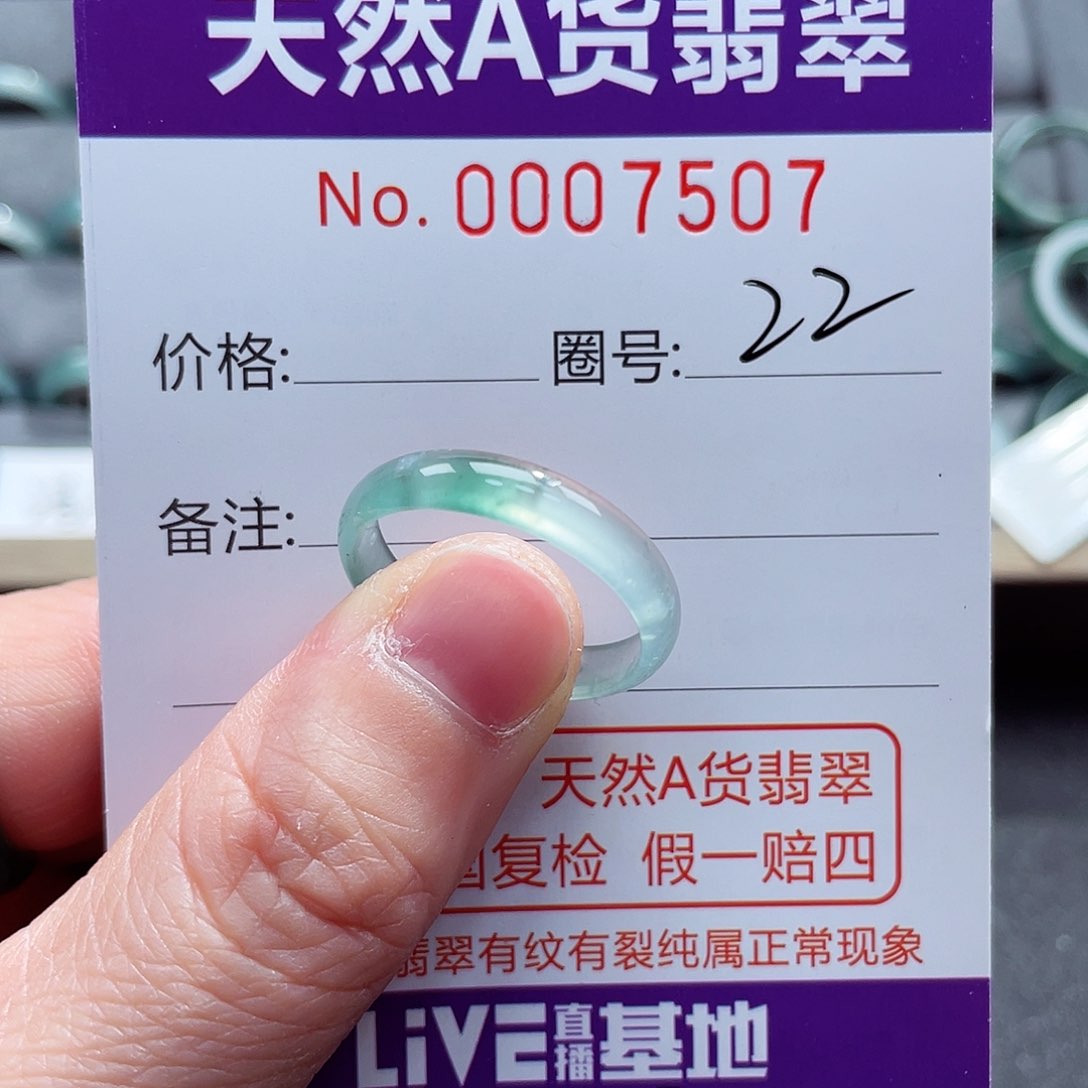 天然A货翡翠
No. 0007507
价格: 圈号: 22
备注:
天然A货翡翠
国复检 假一赔四
翡翠有纹有裂纯属正常现象
LiVE直播基地